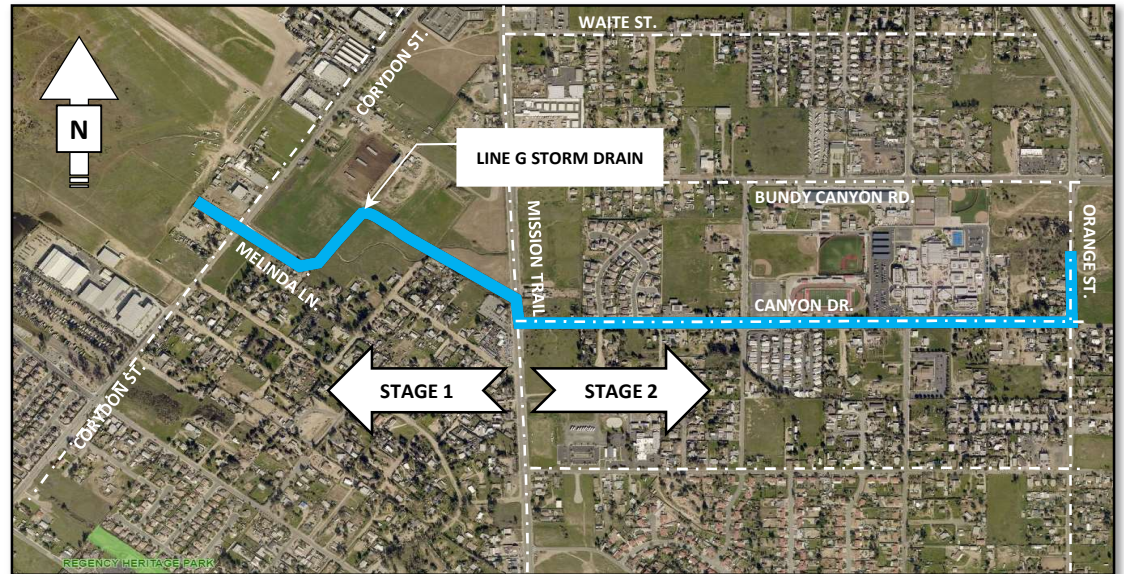 WAITE ST.
CORYDON ST.
N
LINE G STORM DRAIN
BUNDY CANYON RD.
MISSION TRAIL
ORANGE ST.
MELINDA LN.
CANYON DR.
STAGE 1
STAGE 2
CORYDON ST.
REGENCY HERITAGE PARK